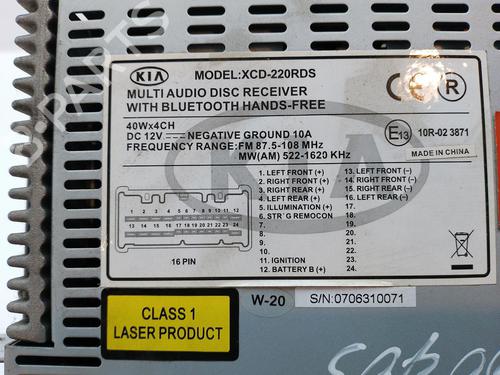 KIA
MODEL:XCD-220RDS
MULTI AUDIO DISC RECEIVER
WITH BLUETOOTH HANDS-FREE
40Wx4CH
DC 12V NEGATIVE GROUND 10A
FREQUENCY RANGE:FM 87.5-108 MHz
MW(AM) 522-1620 KHz
CE R
E13 10R-02 3871
MADE IN CHINA
KIA
1 2 3 4 5 6 7 8 9 10 11 12
13 14 15 16 17 18 19 20 21 22 23 24
16 PIN
1. LEFT FRONT (+)
2. RIGHT FRONT (+)
3. RIGHT REAR (+)
4. LEFT REAR (+)
5. ILLUMINATION (+)
6. STR`G REMOCON
7.
8.
9.
10.
11. IGNITION
12. BATTERY B (+)
13. LEFT FRONT (−)
14. RIGHT FRONT (−)
15. RIGHT REAR (−)
16. LEFT REAR (−)
17.
18.
19.
20.
21.
22.
23.
24.
CLASS 1
LASER PRODUCT
W-20
S/N:0706310071